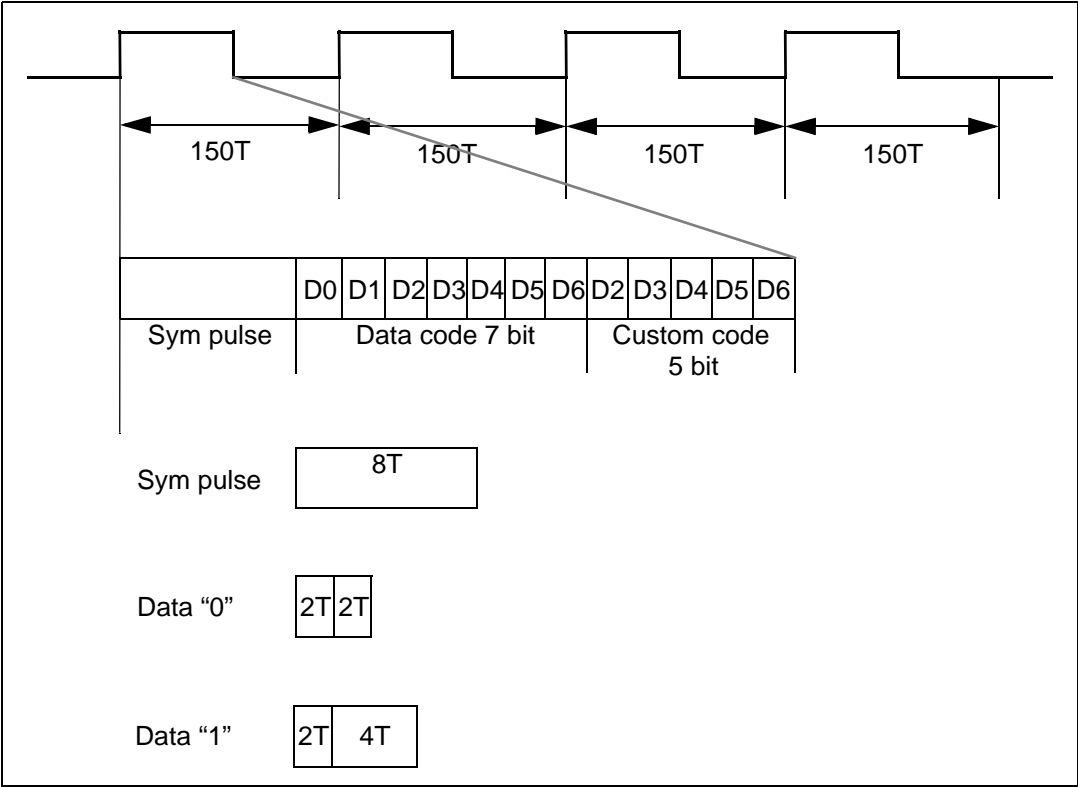 150T 150T 150T 150T
D0 D1 D2 D3 D4 D5 D6 D2 D3 D4 D5 D6
Sym pulse Data code 7 bit Custom code
5 bit
Sym pulse 8T
Data “0” 2T 2T
Data “1” 2T 4T